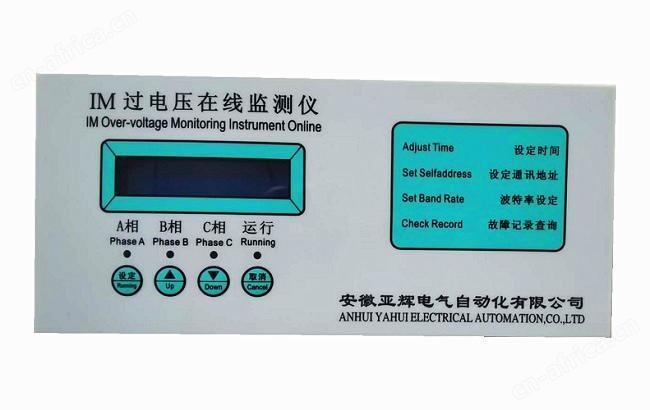 IM 过电压在线监测仪
IM Over-voltage Monitoring Instrument Online
A相 B相 C相 运行
Phase A Phase B Phase C Running
设定 取消
Running Up Down Cancel
Adjust Time 设定时间
Set Selfaddress 设定通讯地址
Set Band Rate 波特率设定
Check Record 故障记录查询
安徽亚辉电气自动化有限公司
ANHUI YAHUI ELECTRICAL AUTOMATION,CO.,LTD
cn-africa.com